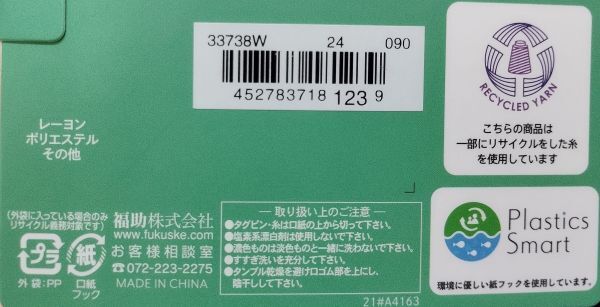 33738W 24 090
452783718 123 9
RECYCLED YARN
こちらの商品は
一部にリサイクルをした糸
を使用しています
レーヨン
ポリエステル
その他
(外袋に入っている場合のみ
リサイクル義務対象です)
プラ 紙
外袋:PP 口紙
フック
福助株式会社
www.fukuske.com
お客様相談室
☎072-223-2275
MADE IN CHINA
取り扱い上のご注意
●タグピン・糸は口紙の上から切って下さい。
●塩素系漂白剤は使用しないで下さい。
●濃色のものは淡色のものと一緒に洗わないで下さい。
●すすぎ洗いを充分して下さい。
●タンブル乾燥を避けロゴム部を上にし、
陰干しして下さい。
21#A4163
Plastics
Smart
環境に優しい紙フックを使用しています。